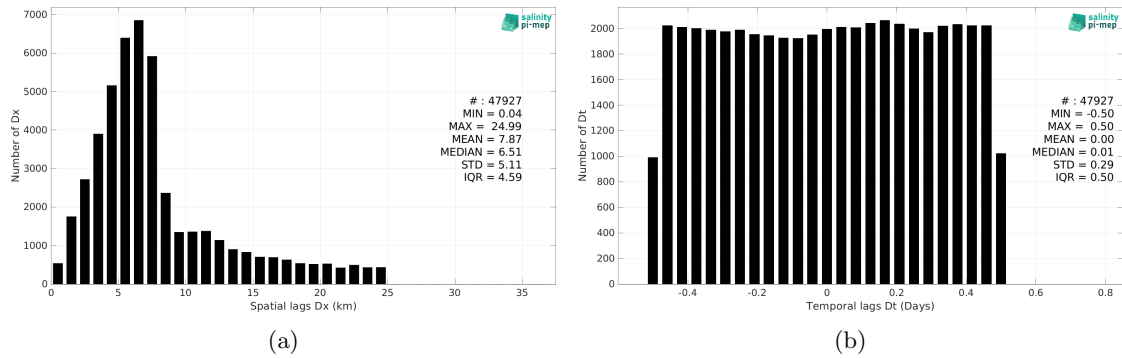 7000
6000
5000
4000
3000
2000
1000
0
Number of Dx
salinity
pi-mep
# : 47927
MIN = 0.04
MAX = 24.99
MEAN = 7.87
MEDIAN = 6.51
STD = 5.11
IQR = 4.59
0 5 10 15 20 25 30 35
Spatial lags Dx (km)
(a)
2000
1800
1600
1400
1200
1000
800
600
400
200
0
Number of Dt
salinity
pi-mep
# : 47927
MIN = -0.50
MAX = 0.50
MEAN = 0.00
MEDIAN = 0.01
STD = 0.29
IQR = 0.50
-0.4 -0.2 0 0.2 0.4 0.6 0.8
Temporal lags Dt (Days)
(b)